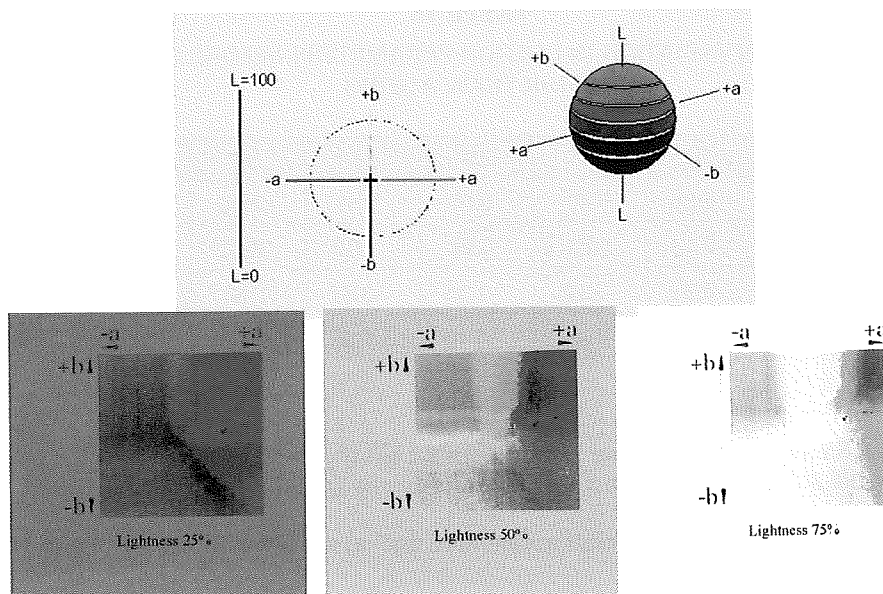 L
+b
L=100
+b
+a
-a
+a
+a
-b
L=0
-b
L
-a +a
+b
-b
Lightness 25%
-a +a
+b
-b
Lightness 50%
-a +a
+b
-b
Lightness 75%